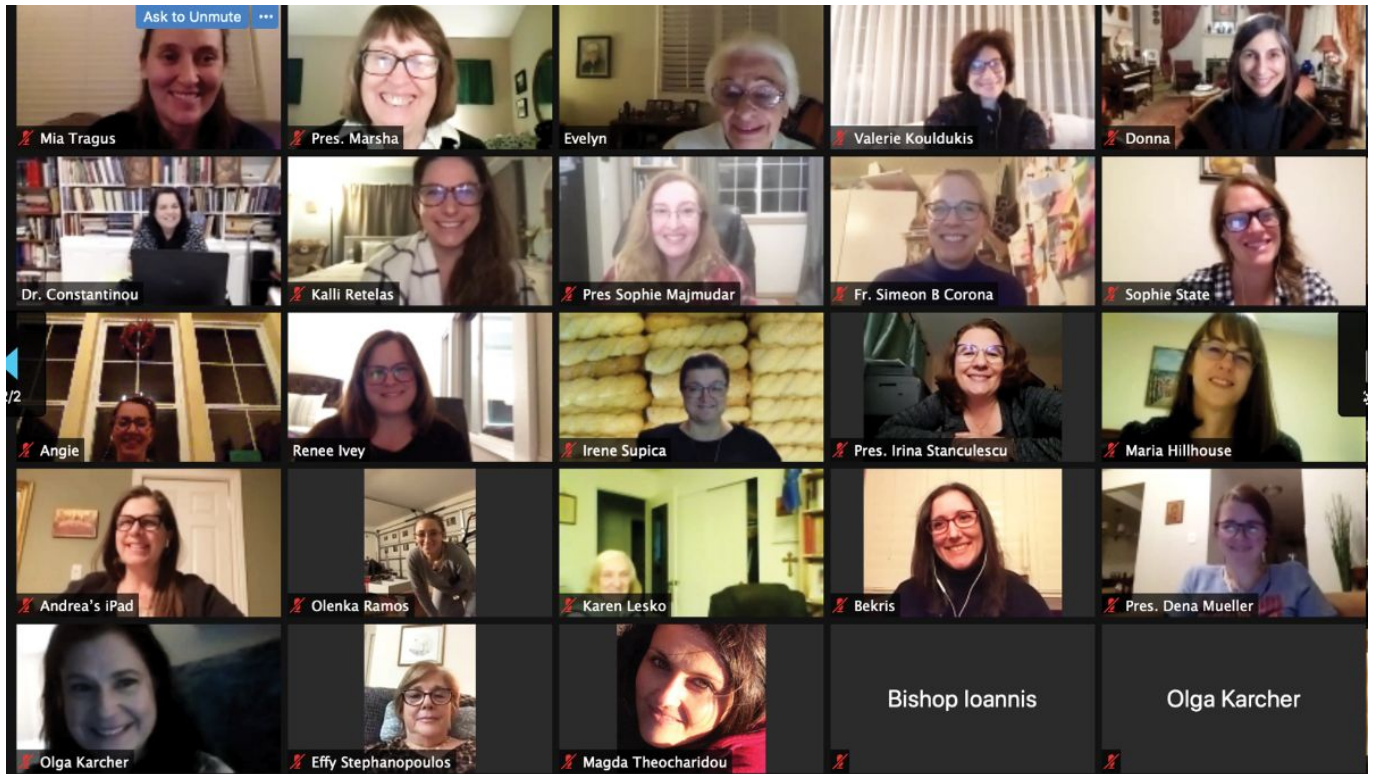 Ask to Unmute ...
Mia Tragus
Pres. Marsha
Evelyn
Valerie Kouldukis
Donna
Dr. Constantinou
Kalli Retelas
Pres Sophie Majmudar
Fr. Simeon B Corona
Sophie State
/2
Angie
Renee Ivey
Irene Supica
Pres. Irina Stanculescu
Maria Hillhouse
Andrea's iPad
Olenka Ramos
Karen Lesko
Bekris
Pres. Dena Mueller
Olga Karcher
Effy Stephanopoulos
Magda Theocharidou
Bishop Ioannis
Olga Karcher